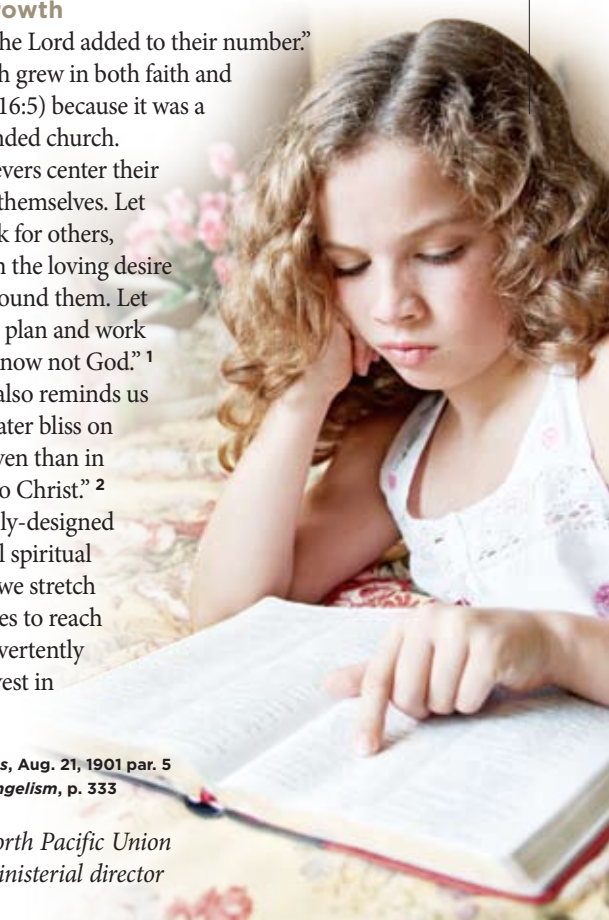 rowth
he Lord added to their number.”
h grew in both faith and
16:5) because it was a
nded church.
evers center their
themselves. Let
k for others,
n the loving desire
ound them. Let
plan and work
now not God.” 1
also reminds us
ater bliss on
ven than in
o Christ.” 2
ly-designed
l spiritual
we stretch
es to reach
vertently
vest in
s, Aug. 21, 1901 par. 5
ngelism, p. 333
orth Pacific Union
inisterial director